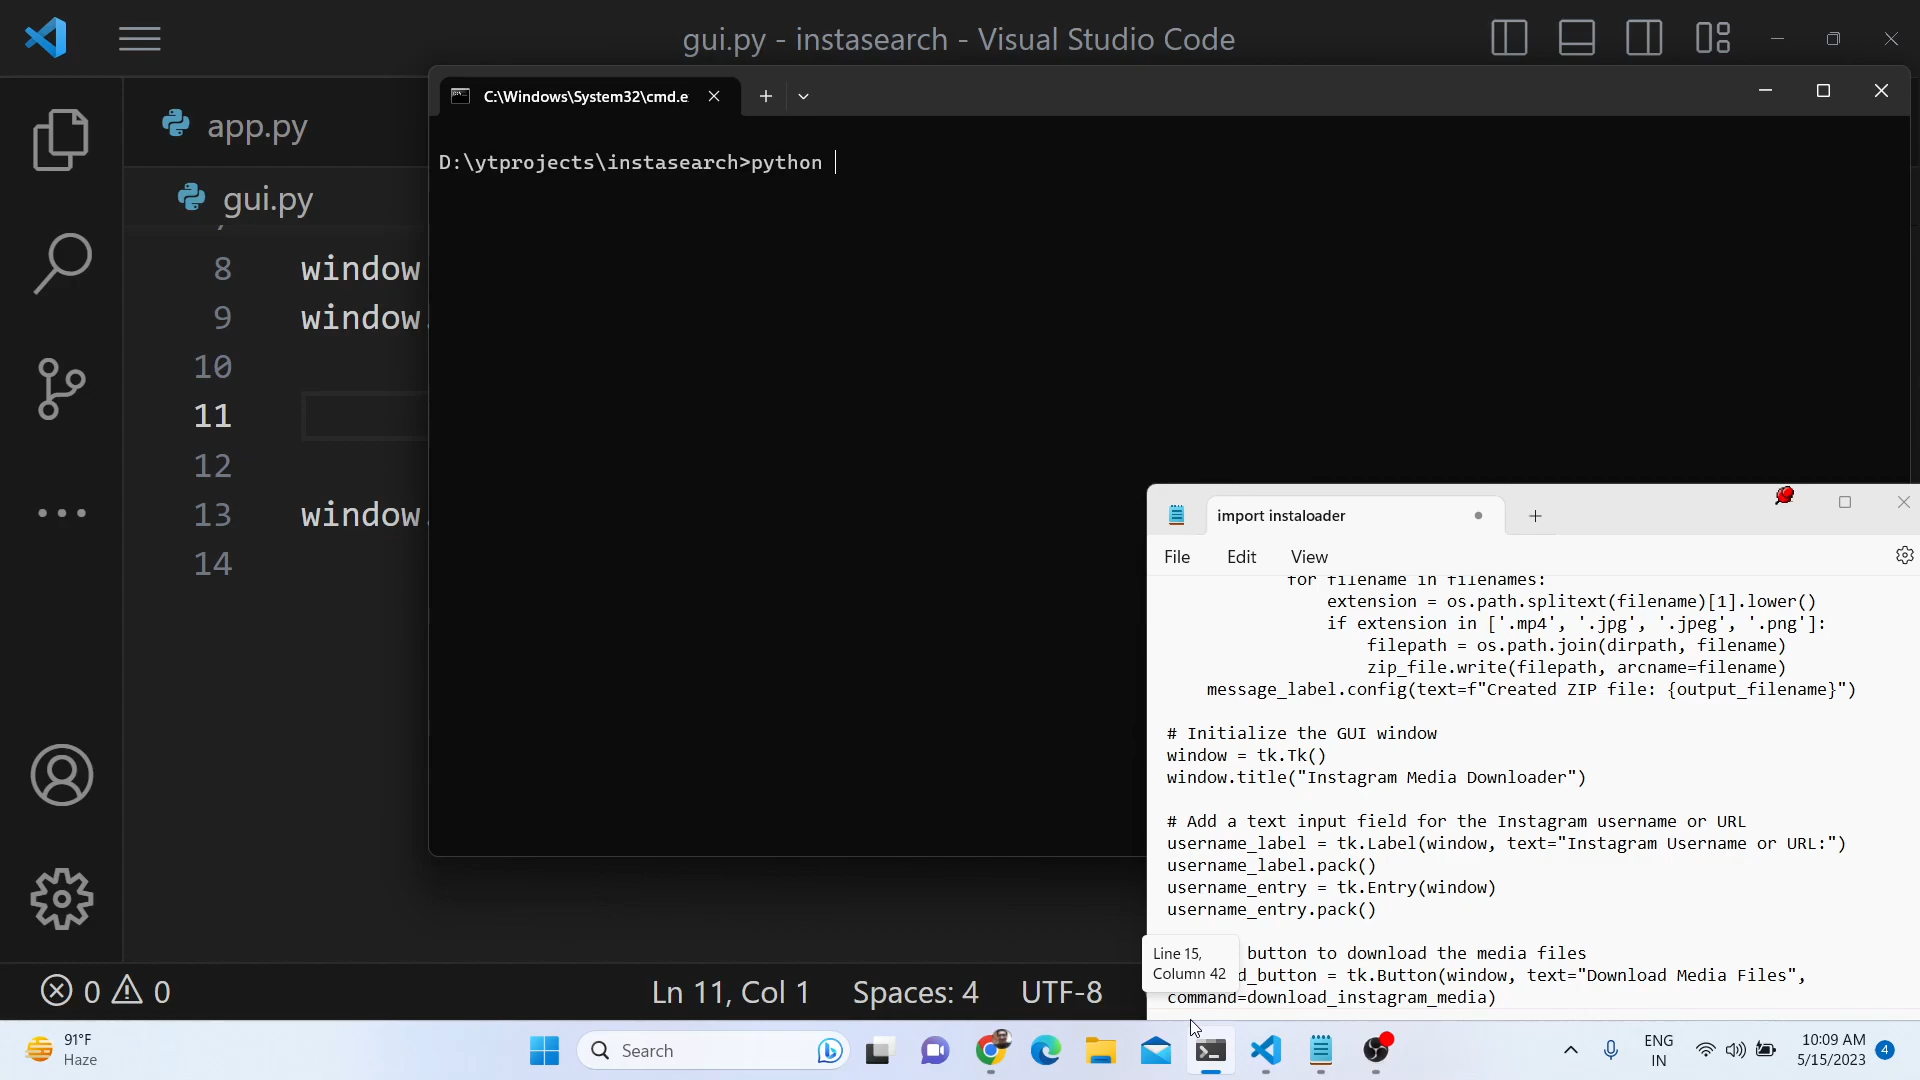 gui.py - instasearch - Visual Studio Code
app.py
gui.py
8 window
9 window.
10
11
12
13 window.
14
C:\Windows\System32\cmd.e
D:\ytprojects\instasearch>python
import instaloader
File Edit View
for filename in filenames:
extension = os.path.splitext(filename)[1].lower()
if extension in ['.mp4', '.jpg', '.jpeg', '.png']:
filepath = os.path.join(dirpath, filename)
zip_file.write(filepath, arcname=filename)
message_label.config(text=f"Created ZIP file: {output_filename}")
# Initialize the GUI window
window = tk.Tk()
window.title("Instagram Media Downloader")
# Add a text input field for the Instagram username or URL
username_label = tk.Label(window, text="Instagram Username or URL:")
username_label.pack()
username_entry = tk.Entry(window)
username_entry.pack()
button to download the media files
d_button = tk.Button(window, text="Download Media Files",
command=download_instagram_media)
Line 15,
Column 42
0 0
Ln 11, Col 1 Spaces: 4 UTF-8
91°F
Haze
Search
ENG
IN
10:09 AM
5/15/2023
4